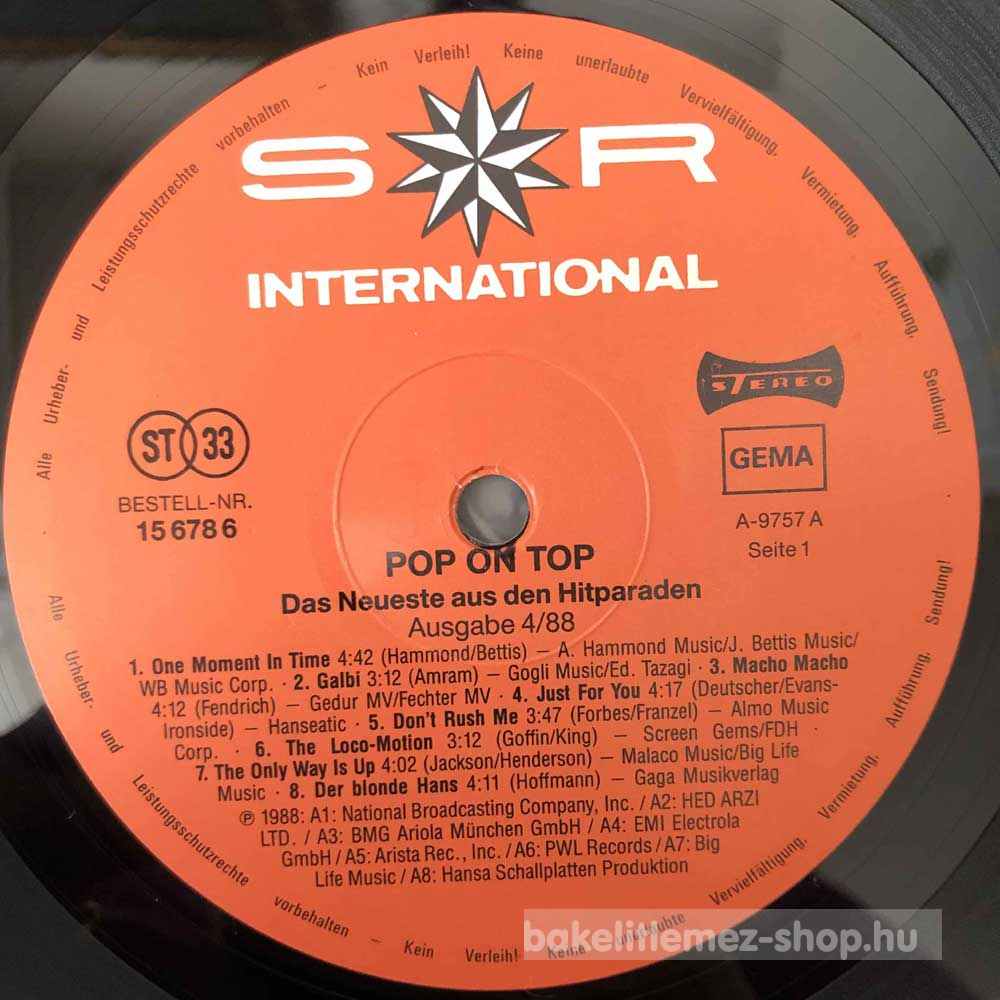 Alle Urheber- und Leistungsschutzrechte vorbehalten – Kein Verleih! Keine unerlaubte Vervielfältigung, Vermietung, Aufführung, Sendung!
S R
INTERNATIONAL
STEREO
ST 33
GEMA
BESTELL-NR.
15 678 6
A-9757 A
Seite 1
POP ON TOP
Das Neueste aus den Hitparaden
Ausgabe 4/88
1. One Moment In Time 4:42 (Hammond/Bettis) – A. Hammond Music/J. Bettis Music/
WB Music Corp. · 2. Galbi 3:12 (Amram) – Gogli Music/Ed. Tazagi · 3. Macho Macho
4:12 (Fendrich) – Gedur MV/Fechter MV · 4. Just For You 4:17 (Deutscher/Evans-
Ironside) – Hanseatic · 5. Don't Rush Me 3:47 (Forbes/Franzel) – Almo Music
Corp. · 6. The Loco-Motion 3:12 (Goffin/King) – Screen Gems/FDH
7. The Only Way Is Up 4:02 (Jackson/Henderson) – Malaco Music/Big Life
Music · 8. Der blonde Hans 4:11 (Hoffmann) – Gaga Musikverlag
℗ 1988: A1: National Broadcasting Company, Inc. / A2: HED ARZI
LTD. / A3: BMG Ariola München GmbH / A4: EMI Electrola
GmbH / A5: Arista Rec., Inc. / A6: PWL Records / A7: Big
Life Music / A8: Hansa Schallplatten Produktion
Alle Urheber- und Leistungsschutzrechte vorbehalten – Kein Verleih! Keine unerlaubte Vervielfältigung, Vermietung, Aufführung, Sendung!
bakelitlemez-shop.hu